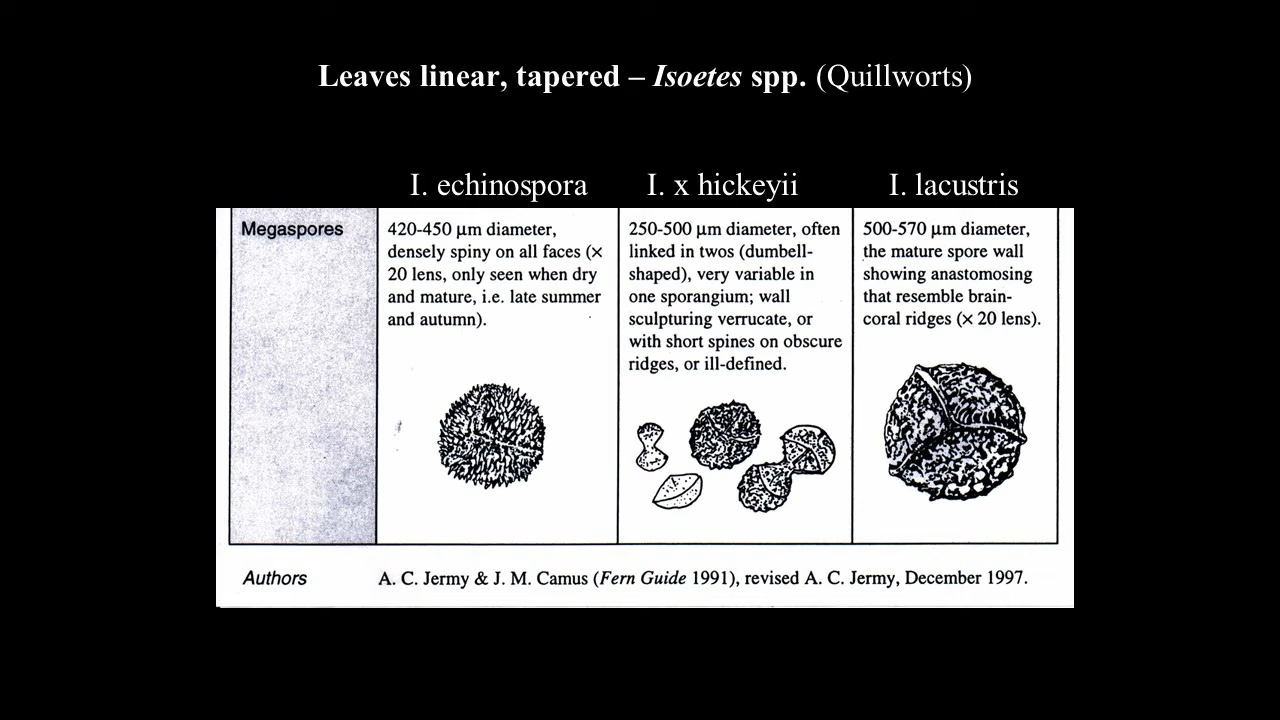 Leaves linear, tapered – Isoetes spp. (Quillworts)
I. echinospora
I. x hickeyii
I. lacustris
Megaspores
420-450 µm diameter,
densely spiny on all faces (×
20 lens, only seen when dry
and mature, i.e. late summer
and autumn).
250-500 µm diameter, often
linked in twos (dumbell-
shaped), very variable in
one sporangium; wall
sculpturing verrucate, or
with short spines on obscure
ridges, or ill-defined.
500-570 µm diameter,
the mature spore wall
showing anastomosing
that resemble brain-
coral ridges (× 20 lens).
Authors
A. C. Jermy & J. M. Camus (Fern Guide 1991), revised A. C. Jermy, December 1997.